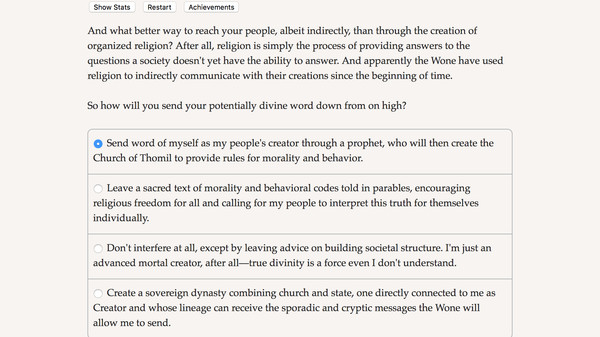 Show Stats Restart Achievements
And what better way to reach your people, albeit indirectly, than through the creation of
organized religion? After all, religion is simply the process of providing answers to the
questions a society doesn't yet have the ability to answer. And apparently the Wone have used
religion to indirectly communicate with their creations since the beginning of time.
So how will you send your potentially divine word down from on high?
Send word of myself as my people's creator through a prophet, who will then create the
Church of Thomil to provide rules for morality and behavior.
Leave a sacred text of morality and behavioral codes told in parables, encouraging
religious freedom for all and calling for my people to interpret this truth for themselves
individually.
Don't interfere at all, except by leaving advice on building societal structure. I'm just an
advanced mortal creator, after all—true divinity is a force even I don't understand.
Create a sovereign dynasty combining church and state, one directly connected to me as
Creator and whose lineage can receive the sporadic and cryptic messages the Wone will
allow me to send.